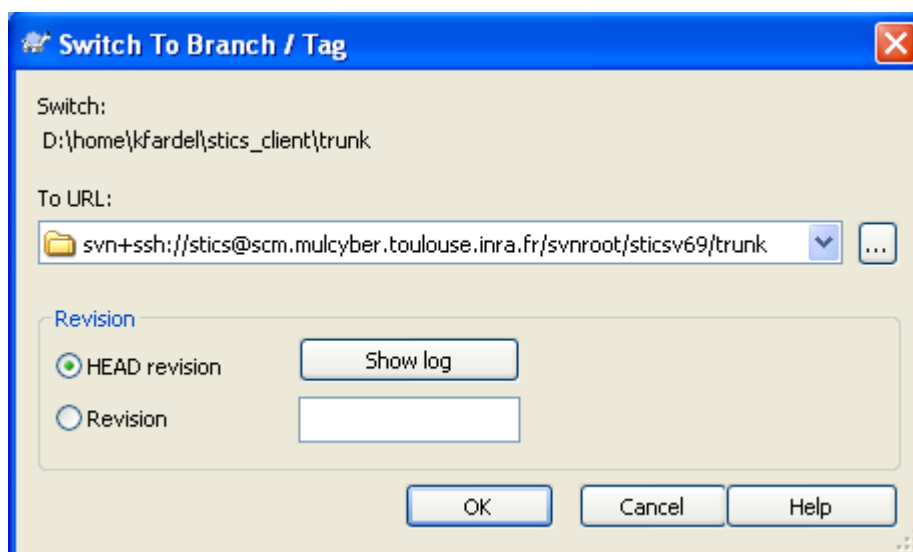 Switch To Branch / Tag
Switch:
D:\home\kfardel\stics_client\trunk
To URL:
svn+ssh://stics@scm.mulcyber.toulouse.inra.fr/svnroot/sticsv69/trunk
...
Revision
HEAD revision
Show log
Revision
OK
Cancel
Help